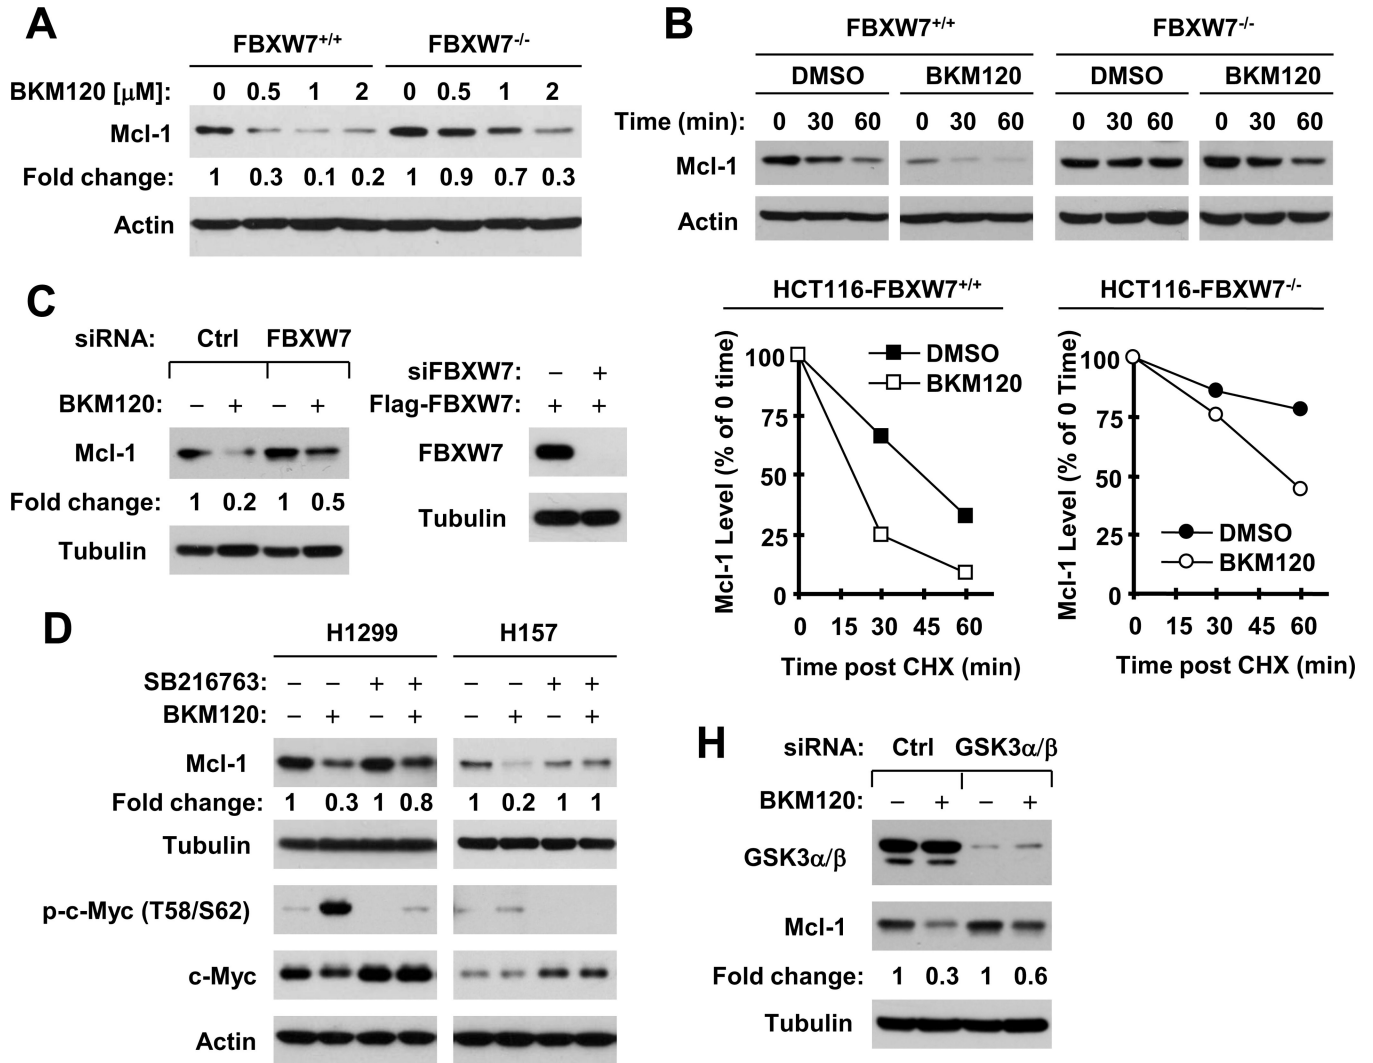 A
FBXW7+/+ FBXW7-/-
BKM120 [μM]: 0 0.5 1 2 0 0.5 1 2
Mcl-1
Fold change: 1 0.3 0.1 0.2 1 0.9 0.7 0.3
Actin
B
FBXW7+/+ FBXW7-/-
DMSO BKM120 DMSO BKM120
Time (min): 0 30 60 0 30 60 0 30 60 0 30 60
Mcl-1
Actin
HCT116-FBXW7+/+
Mcl-1 Level (% of 0 time)
100
75
50
25
0
DMSO
BKM120
0 15 30 45 60
Time post CHX (min)
HCT116-FBXW7-/-
Mcl-1 Level (% of 0 Time)
100
75
50
25
0
DMSO
BKM120
0 15 30 45 60
Time post CHX (min)
C
siRNA: Ctrl FBXW7
BKM120: – + – +
Mcl-1
Fold change: 1 0.2 1 0.5
Tubulin
siFBXW7: – +
Flag-FBXW7: + +
FBXW7
Tubulin
D
H1299 H157
SB216763: – – + + – – + +
BKM120: – + – + – + – +
Mcl-1
Fold change: 1 0.3 1 0.8 1 0.2 1 1
Tubulin
p-c-Myc (T58/S62)
c-Myc
Actin
H
siRNA: Ctrl GSK3α/β
BKM120: – + – +
GSK3α/β
Mcl-1
Fold change: 1 0.3 1 0.6
Tubulin